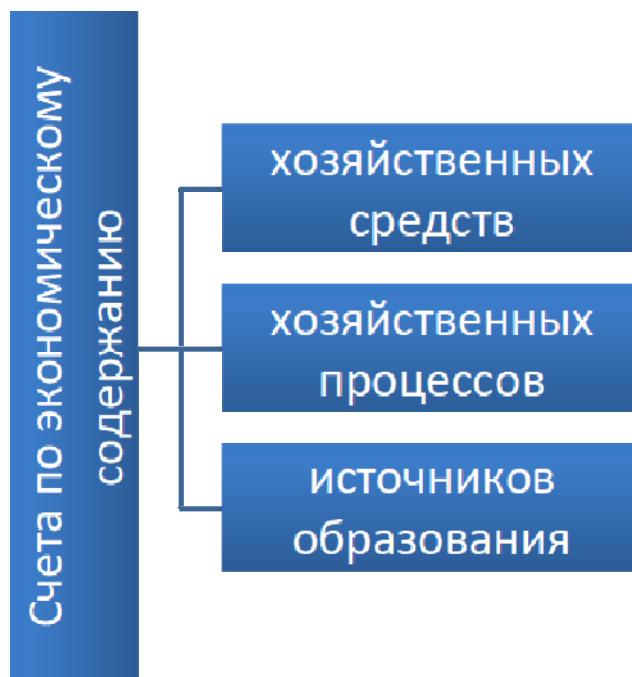 Счета по экономическому
содержанию
хозяйственных
средств
хозяйственных
процессов
источников
образования